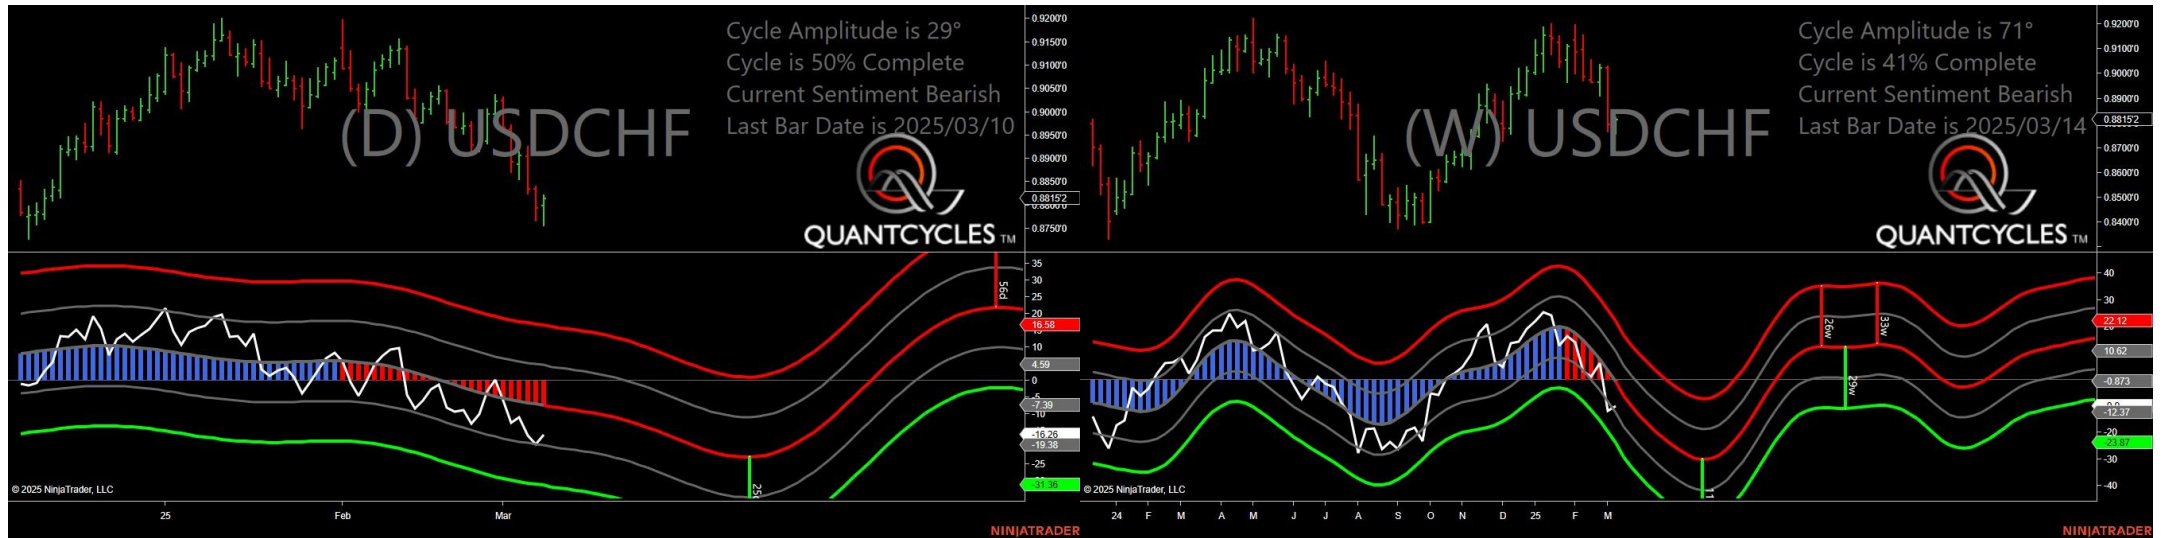 Cycle Amplitude is 29°
Cycle is 50% Complete
Current Sentiment Bearish
Last Bar Date is 2025/03/10
(D) USDCHF
QUANTCYCLES TM
0.9200'0
0.9150'0
0.9100'0
0.9050'0
0.9000'0
0.8950'0
0.8900'0
0.8850'0
0.8815'2
0.8750'0
35
30
25
20
16.58
10
4.59
0
-7.39
-10
-16.26
-19.38
-25
-31.36
56d
© 2025 NinjaTrader, LLC
25
Feb
Mar
NINJATRADER
Cycle Amplitude is 71°
Cycle is 41% Complete
Current Sentiment Bearish
Last Bar Date is 2025/03/14
(W) USDCHF
QUANTCYCLES TM
0.9200'0
0.9100'0
0.9000'0
0.8900'0
0.8815'2
0.8700'0
0.8600'0
0.8500'0
0.8400'0
40
30
22.12
10.62
-0.873
-12.37
-20
-23.87
-30
-40
26w
33w
29w
© 2025 NinjaTrader, LLC
24 F M A M J J A S O N D 25 F M
NINJATRADER